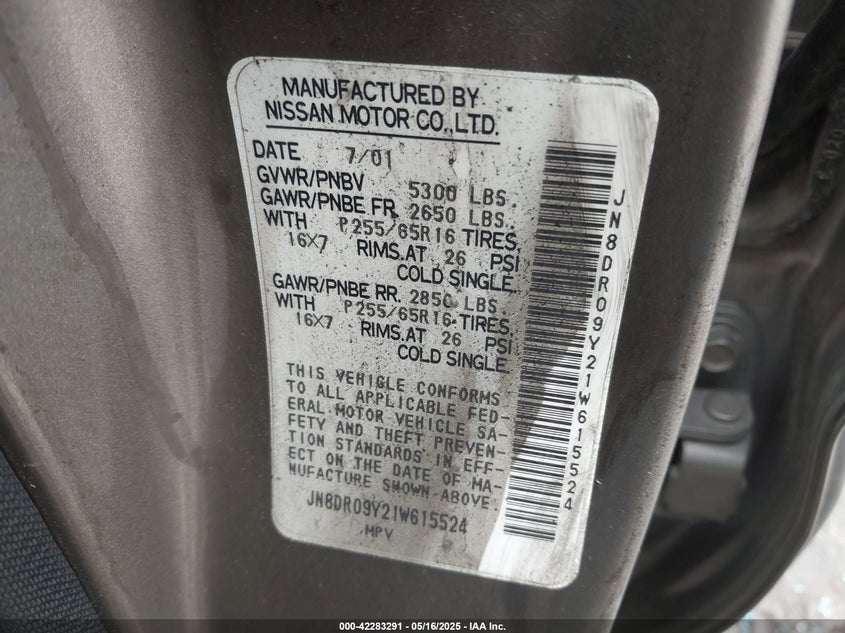 MANUFACTURED BY
NISSAN MOTOR CO.,LTD.
DATE 7/01
GVWR/PNBV 5300 LBS.
GAWR/PNBE FR. 2650 LBS.
WITH P255/65R16 TIRES,
16X7 RIMS.AT 26 PSI
COLD SINGLE
GAWR/PNBE RR. 2850 LBS.
WITH P255/65R16 TIRES,
16X7 RIMS.AT 26 PSI
COLD SINGLE
THIS VEHICLE CONFORMS
TO ALL APPLICABLE FED-
ERAL MOTOR VEHICLE SA-
FETY AND THEFT PREVEN-
TION STANDARDS IN EFF-
ECT ON THE DATE OF MA-
NUFACTURE SHOWN ABOVE.
JN8DR09Y21W615524
MPV
JN8DR09Y21W615524
000-42283291 - 05/16/2025 - IAA Inc.